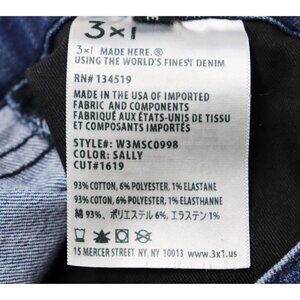 3×1
3×1 MADE HERE.®
USING THE WORLD'S FINEST DENIM
RN# 134519
MADE IN THE USA OF IMPORTED
FABRIC AND COMPONENTS
FABRIQUÉ AUX ÉTATS-UNIS DE TISSU
ET COMPOSANTS IMPORTÉS
STYLE#: W3MSC0998
COLOR: SALLY
CUT#1619
93% COTTON, 6% POLYESTER, 1% ELASTANE
93% COTTON, 6% POLYESTER, 1% ELASTHANNE
綿 93%、ポリエステル 6%、エラスタン 1%
15 MERCER STREET NY, NY 10013 www.3x1.us